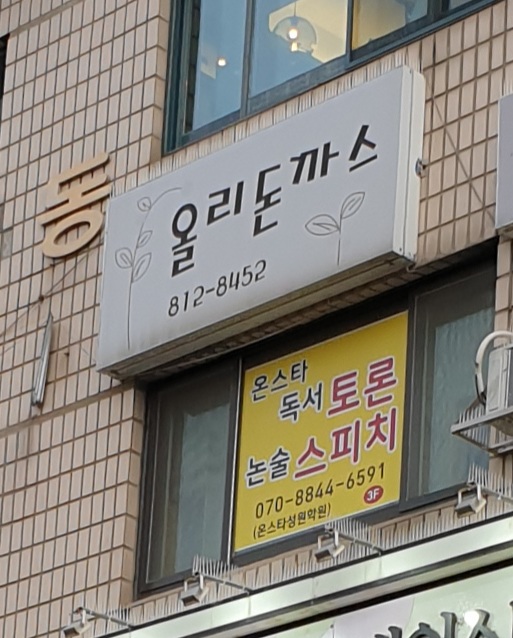 동
올리돈까스
812-8452
온스타
독서 토론
논술 스피치
070-8844-6591
(온스타성원학원) 3F